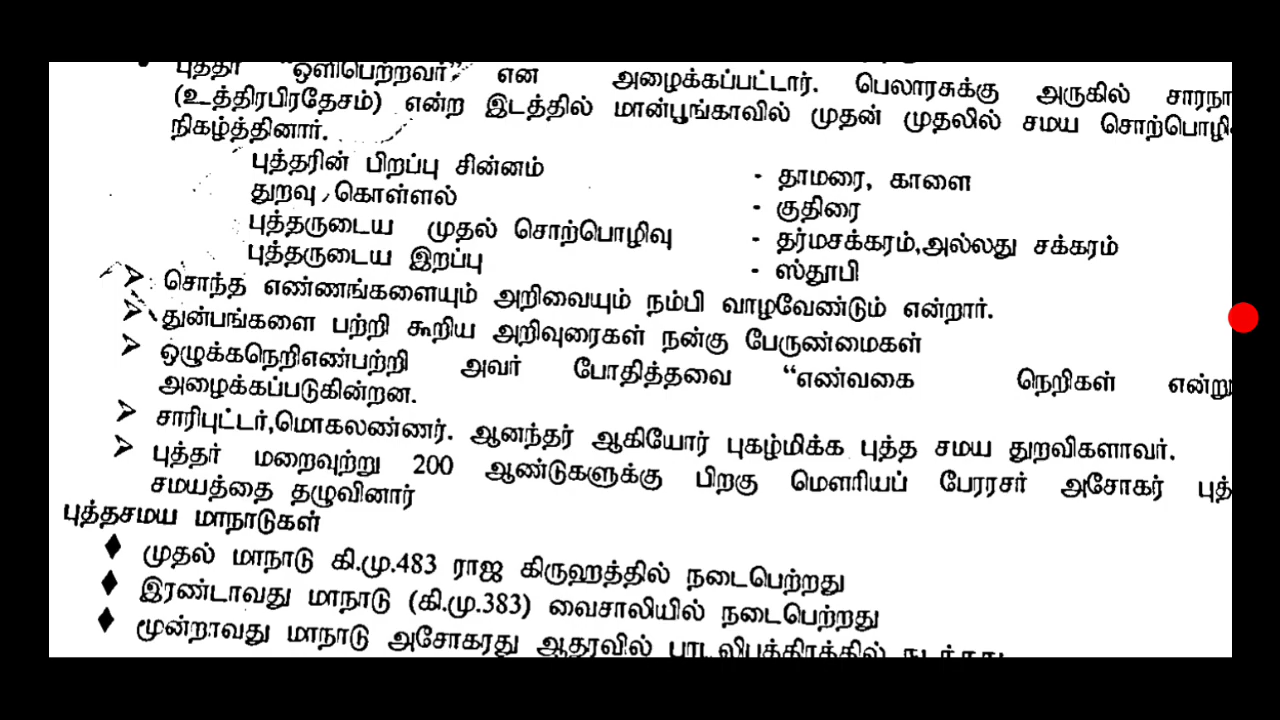 புத்தர் "ஒளிபெற்றவர்" என அழைக்கப்பட்டார். பெலாரசுக்கு அருகில்
(உத்திரபிரதேசம்) என்ற இடத்தில் மான்பூங்காவில் முதன் முதலில் சமய
நிகழ்த்தினார்.
புத்தரின் பிறப்பு சின்னம் - தாமரை, காளை
துறவு கொள்ளல் - குதிரை
புத்தருடைய முதல் சொற்பொழிவு - தர்மசக்கரம்,அல்லது சக்கரம்
புத்தருடைய இறப்பு - ஸ்தூபி
➢ சொந்த எண்ணங்களையும் அறிவையும் நம்பி வாழவேண்டும் என்றார்.
➢ துன்பங்களை பற்றி கூறிய அறிவுரைகள் நன்கு பேருண்மைகள்
➢ ஒழுக்கநெறிஎண்பற்றி அவர் போதித்தவை "எண்வகை நெறிகள் என்று
அழைக்கப்படுகின்றன.
➢ சாரிபுட்டர்,மொகலண்ணர். ஆனந்தர் ஆகியோர் புகழ்மிக்க புத்த சமய துறவிகளாவர்.
➢ புத்தர் மறைவுற்று 200 ஆண்டுகளுக்கு பிறகு மௌரியப் பேரரசர் அசோகர்
சமயத்தை தழுவினார்
புத்தசமய மாநாடுகள்
♦ முதல் மாநாடு கி.மு.483 ராஜ கிருஹத்தில் நடைபெற்றது
♦ இரண்டாவது மாநாடு (கி.மு.383) வைசாலியில் நடைபெற்றது
♦ மூன்றாவது மாநாடு அசோகரது ஆதரவில்